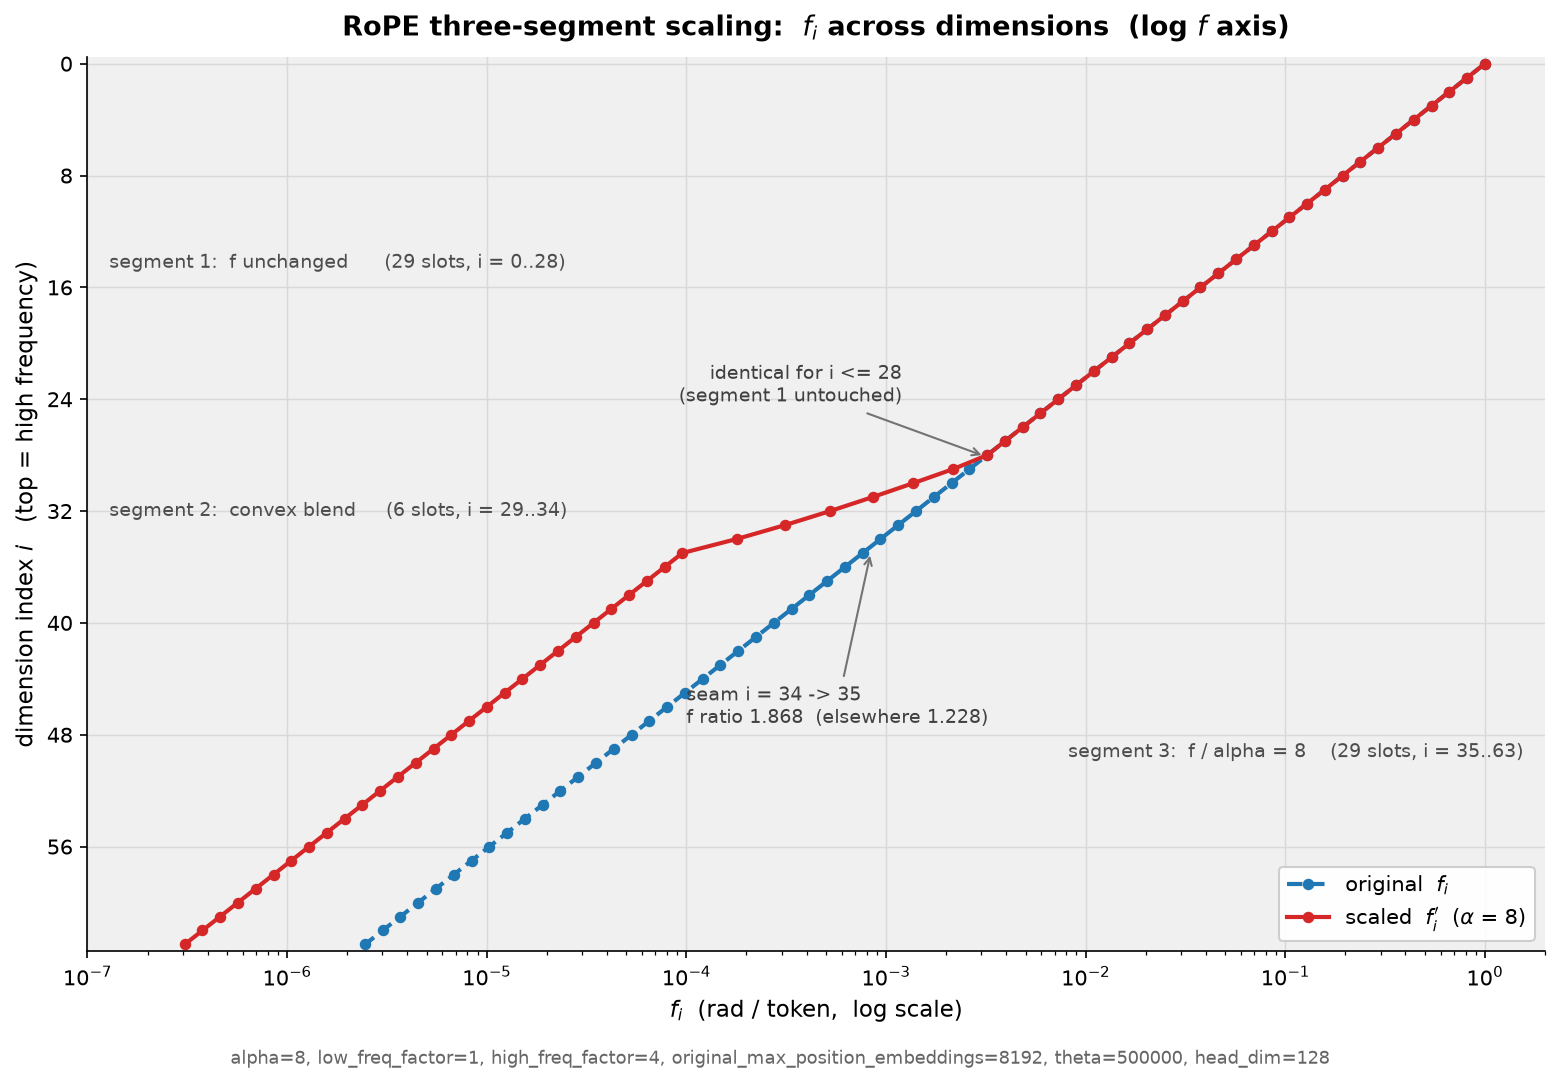 RoPE three-segment scaling:  fᵢ across dimensions  (log f axis)
dimension index i  (top = high frequency)
0
8
16
24
32
40
48
56
segment 1:  f unchanged      (29 slots, i = 0..28)
identical for i <= 28
(segment 1 untouched)
segment 2:  convex blend     (6 slots, i = 29..34)
seam i = 34 -> 35
f ratio 1.868  (elsewhere 1.228)
segment 3:  f / alpha = 8    (29 slots, i = 35..63)
original  fᵢ
scaled  fᵢ′  (α = 8)
10⁻⁷ 10⁻⁶ 10⁻⁵ 10⁻⁴ 10⁻³ 10⁻² 10⁻¹ 10⁰
fᵢ  (rad / token,  log scale)
alpha=8, low_freq_factor=1, high_freq_factor=4, original_max_position_embeddings=8192, theta=500000, head_dim=128